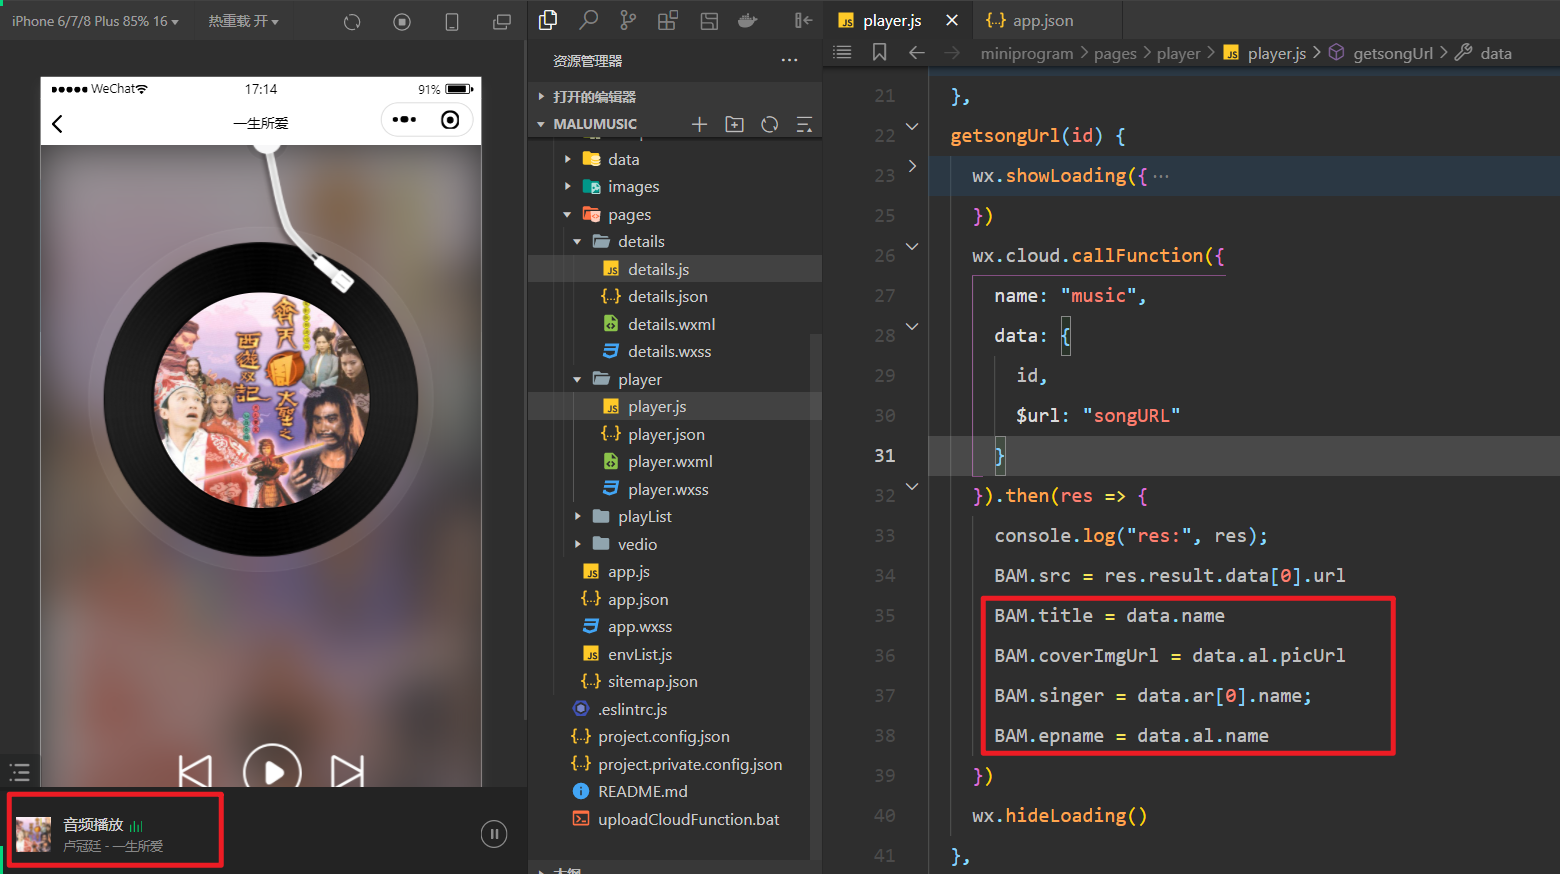 iPhone 6/7/8 Plus 85% 16
热重载 开
WeChat
17:14
91%
一生所爱
齐天大圣之
西遊记
音频播放
卢冠廷 - 一生所爱
资源管理器
打开的编辑器
MALUMUSIC
data
images
pages
details
details.js
details.json
details.wxml
details.wxss
player
player.js
player.json
player.wxml
player.wxss
playList
vedio
app.js
app.json
app.wxss
envList.js
sitemap.json
.eslintrc.js
project.config.json
project.private.config.json
README.md
uploadCloudFunction.bat
大纲
player.js
app.json
miniprogram > pages > player > player.js > getsongUrl > data
21 },
22 getsongUrl(id) {
23 wx.showLoading({ ···
25 })
26 wx.cloud.callFunction({
27 name: "music",
28 data: {
29 id,
30 $url: "songURL"
31 }
32 }).then(res => {
33 console.log("res:", res);
34 BAM.src = res.result.data[0].url
35 BAM.title = data.name
36 BAM.coverImgUrl = data.al.picUrl
37 BAM.singer = data.ar[0].name;
38 BAM.epname = data.al.name
39 })
40 wx.hideLoading()
41 },